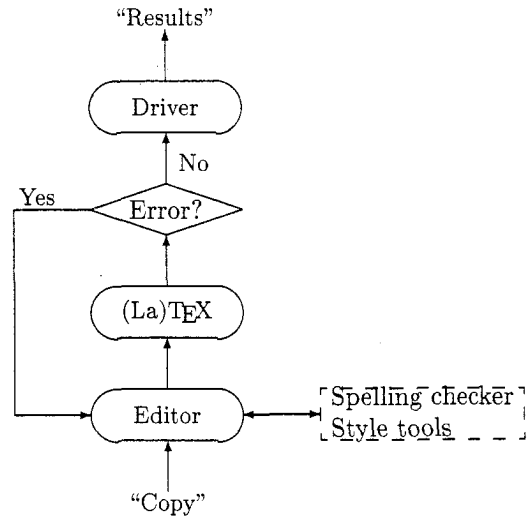 “Results”
Driver
No
Yes
Error?
(La)TEX
Editor
Spelling checker
Style tools
“Copy”